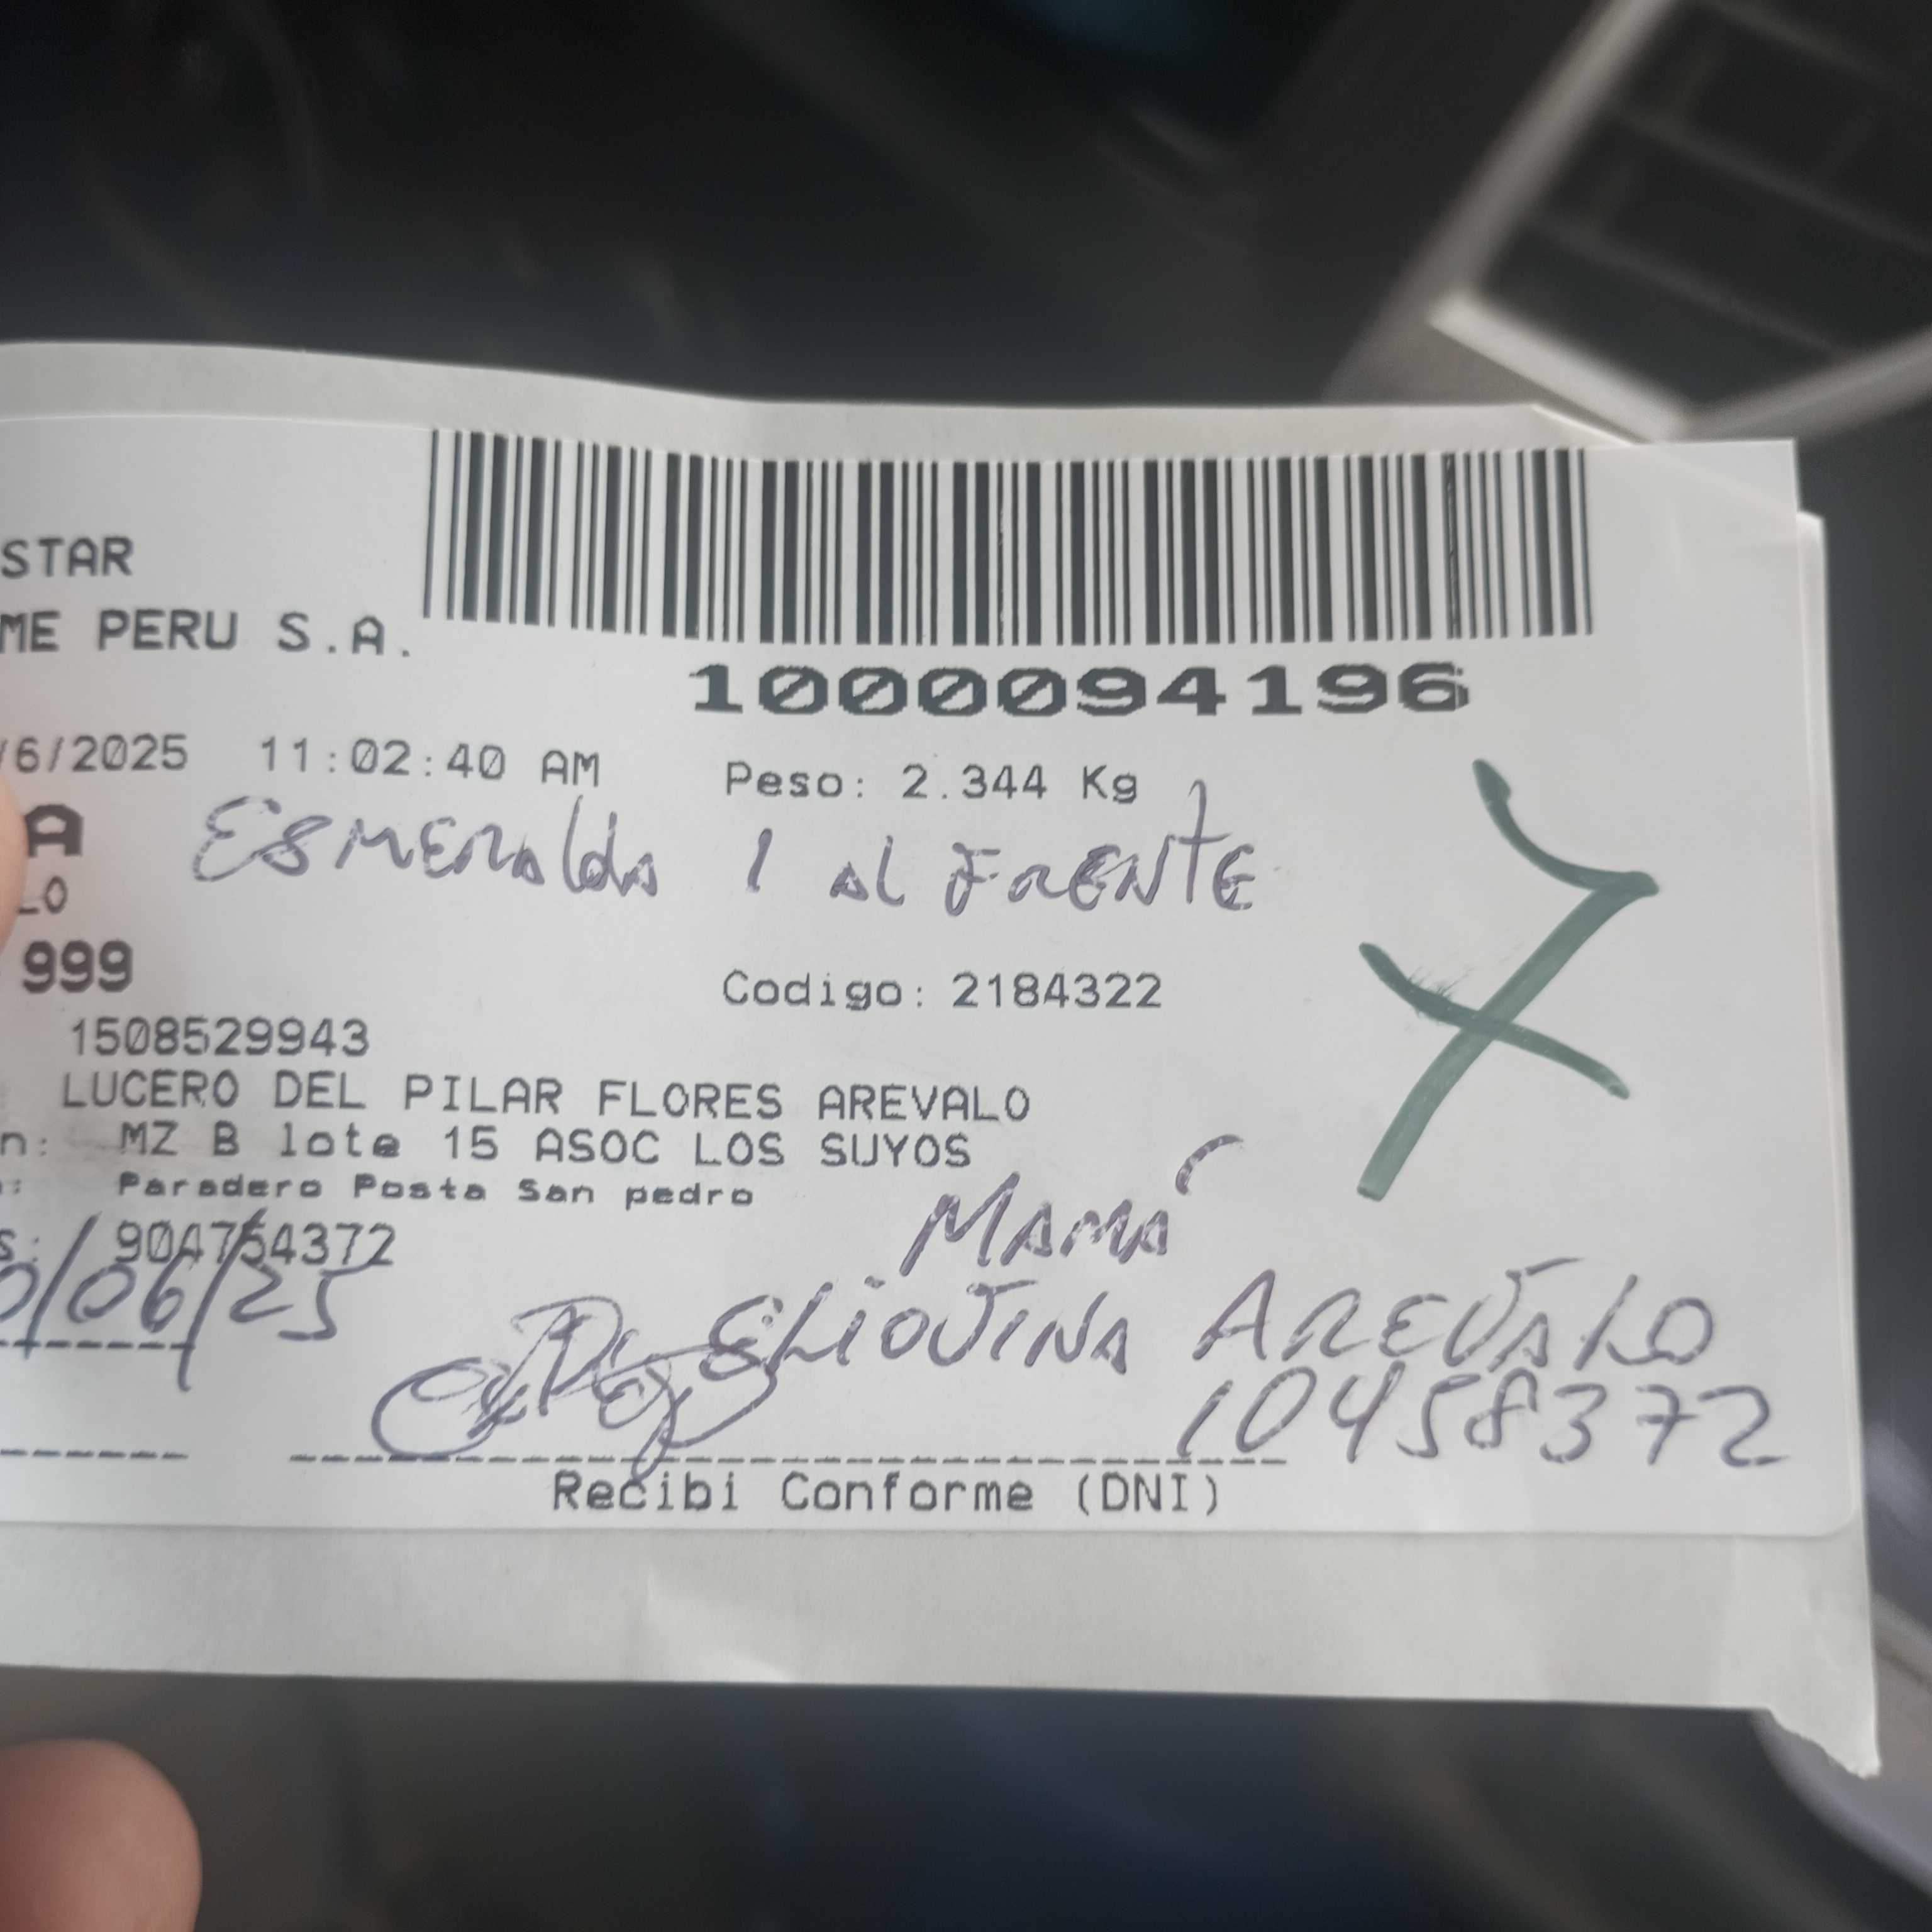 STAR
ME PERU S.A.
1000094196
/6/2025 11:02:40 AM Peso: 2.344 Kg
A Esmeralda 1 al FRENTE
LO
999
Codigo: 2184322
7
1508529943
LUCERO DEL PILAR FLORES AREVALO
n: MZ B lote 15 ASOC LOS SUYOS
: Paradero Posta San pedro
s: 904754372
MAMÁ
0/06/25
ELIOVINA AREVALO
10458372
Recibi Conforme (DNI)